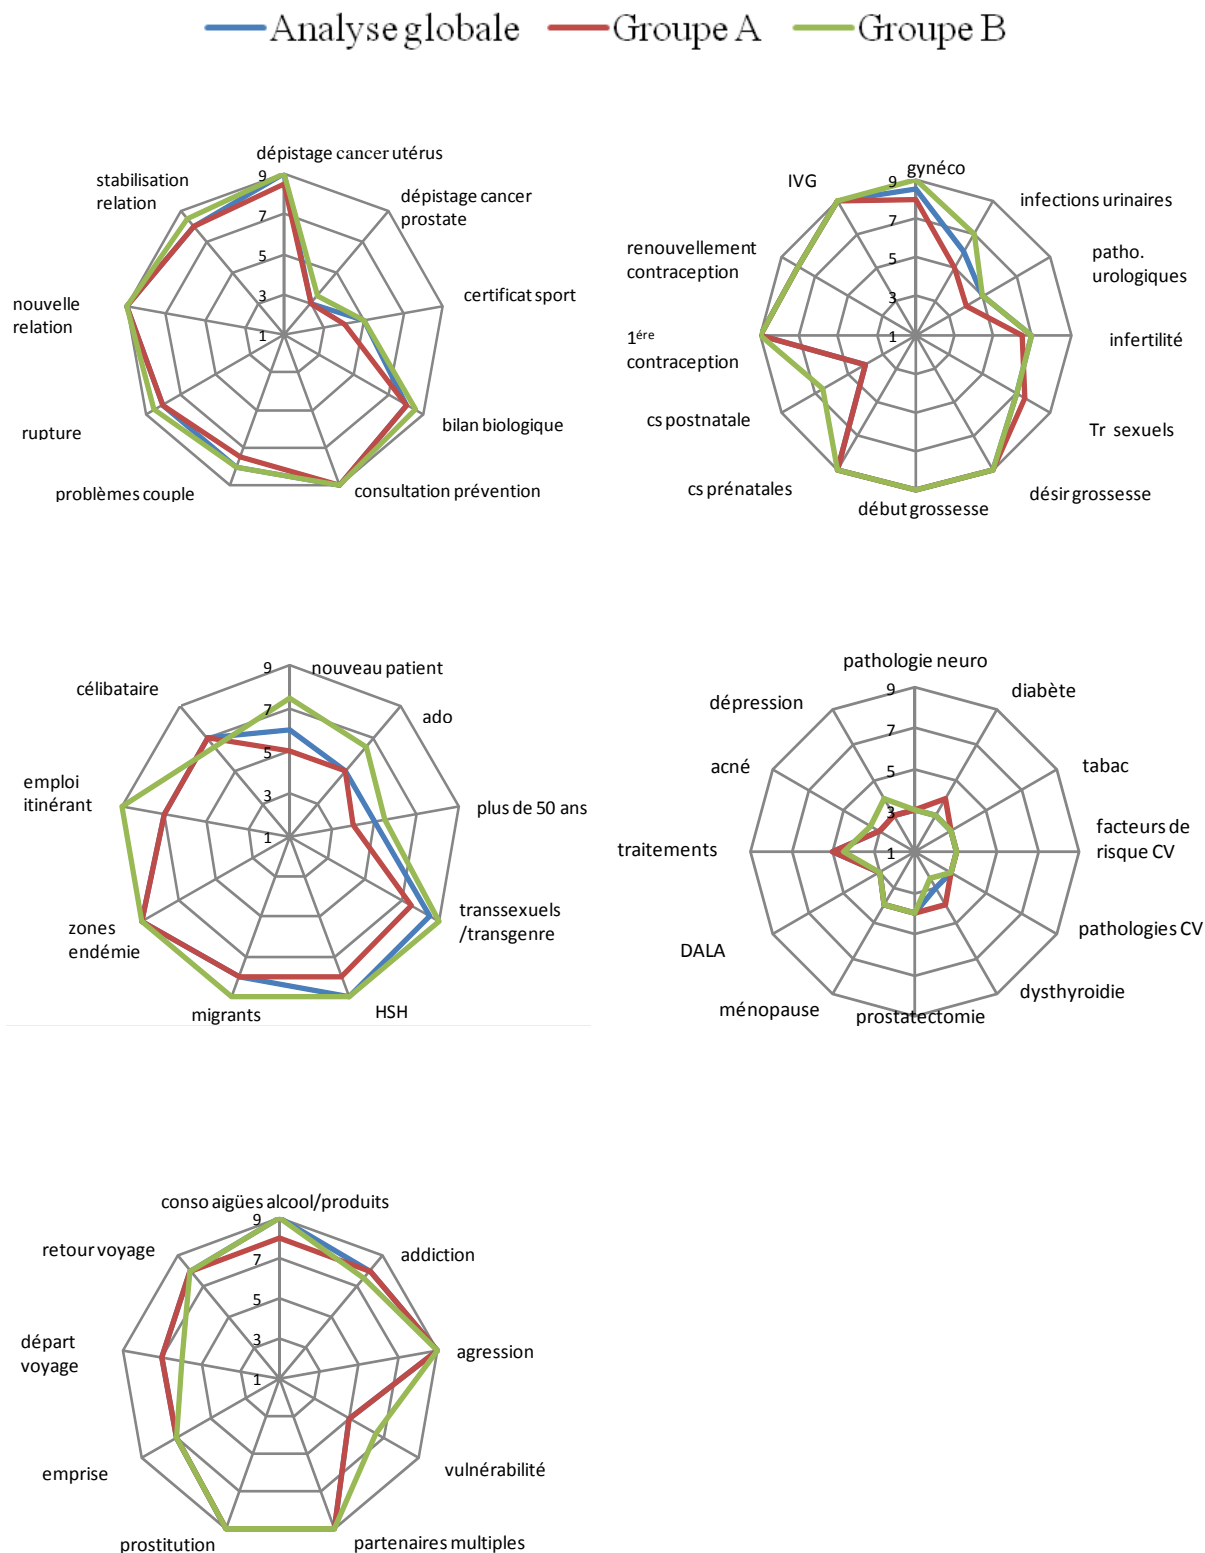 Analyse globale Groupe A Groupe B
dépistage cancer utérus
dépistage cancer
prostate
certificat sport
bilan biologique
consultation prévention
problèmes couple
rupture
nouvelle
relation
stabilisation
relation
9
7
5
3
1
gynéco
infections urinaires
patho.
urologiques
infertilité
Tr sexuels
désir grossesse
début grossesse
cs prénatales
cs postnatale
1ére
contraception
renouvellement
contraception
IVG
9
7
5
3
1
nouveau patient
ado
plus de 50 ans
transsexuels
/transgenre
HSH
migrants
zones
endémie
emploi
itinérant
célibataire
9
7
5
3
1
pathologie neuro
diabète
tabac
facteurs de
risque CV
pathologies CV
dysthyroidie
prostatectomie
ménopause
DALA
traitements
acné
dépression
9
7
5
3
1
conso aigües alcool/produits
addiction
agression
vulnérabilité
partenaires multiples
prostitution
emprise
départ
voyage
retour voyage
9
7
5
3
1